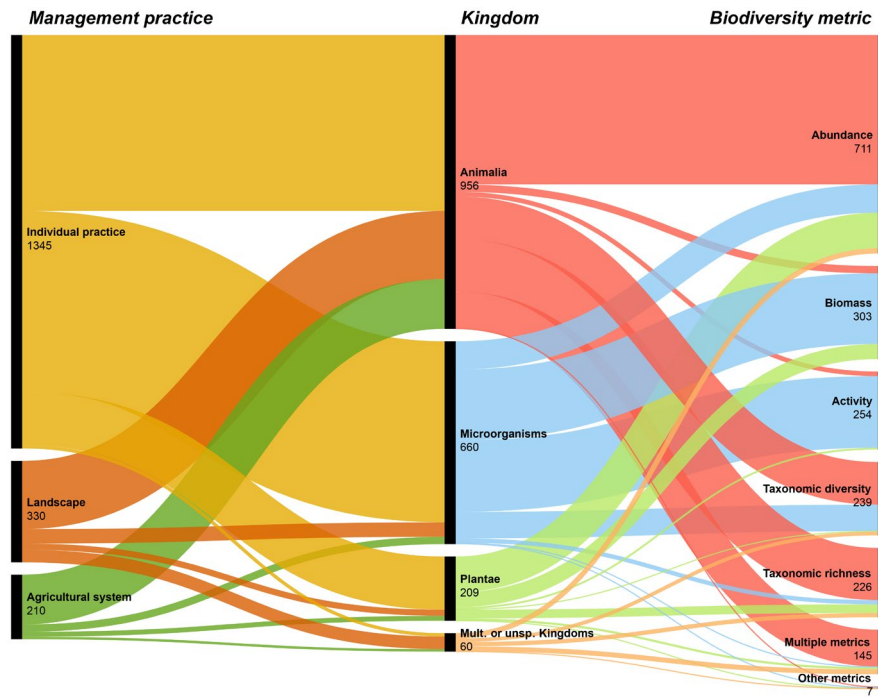 Management practice
Kingdom
Biodiversity metric
Individual practice
1345
Landscape
330
Agricultural system
210
Animalia
956
Microorganisms
660
Plantae
209
Mult. or unsp. Kingdoms
60
Abundance
711
Biomass
303
Activity
254
Taxonomic diversity
239
Taxonomic richness
226
Multiple metrics
145
Other metrics
7